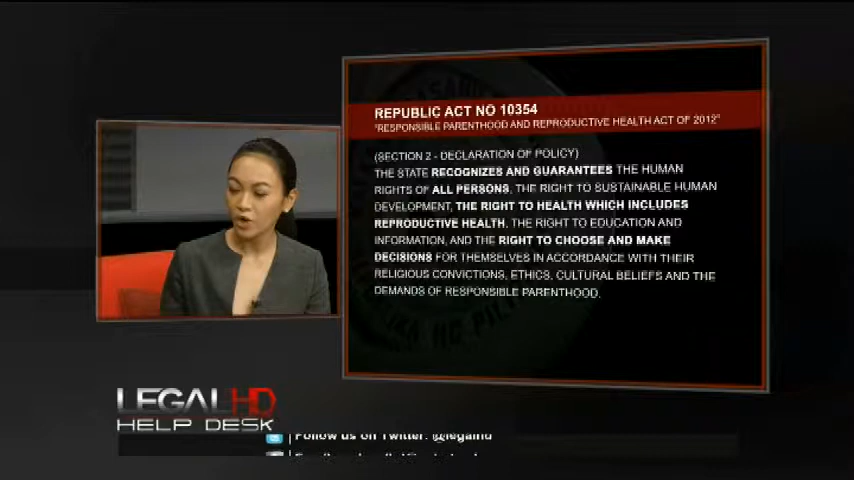 REPUBLIC ACT NO 10354
"RESPONSIBLE PARENTHOOD AND REPRODUCTIVE HEALTH ACT OF 2012"
(SECTION 2 - DECLARATION OF POLICY)
THE STATE RECOGNIZES AND GUARANTEES THE HUMAN
RIGHTS OF ALL PERSONS, THE RIGHT TO SUSTAINABLE HUMAN
DEVELOPMENT, THE RIGHT TO HEALTH WHICH INCLUDES
REPRODUCTIVE HEALTH, THE RIGHT TO EDUCATION AND
INFORMATION, AND THE RIGHT TO CHOOSE AND MAKE
DECISIONS FOR THEMSELVES IN ACCORDANCE WITH THEIR
RELIGIOUS CONVICTIONS, ETHICS, CULTURAL BELIEFS AND THE
DEMANDS OF RESPONSIBLE PARENTHOOD.
LEGALHD
HELP DESK
Follow us on Twitter: @legalhd